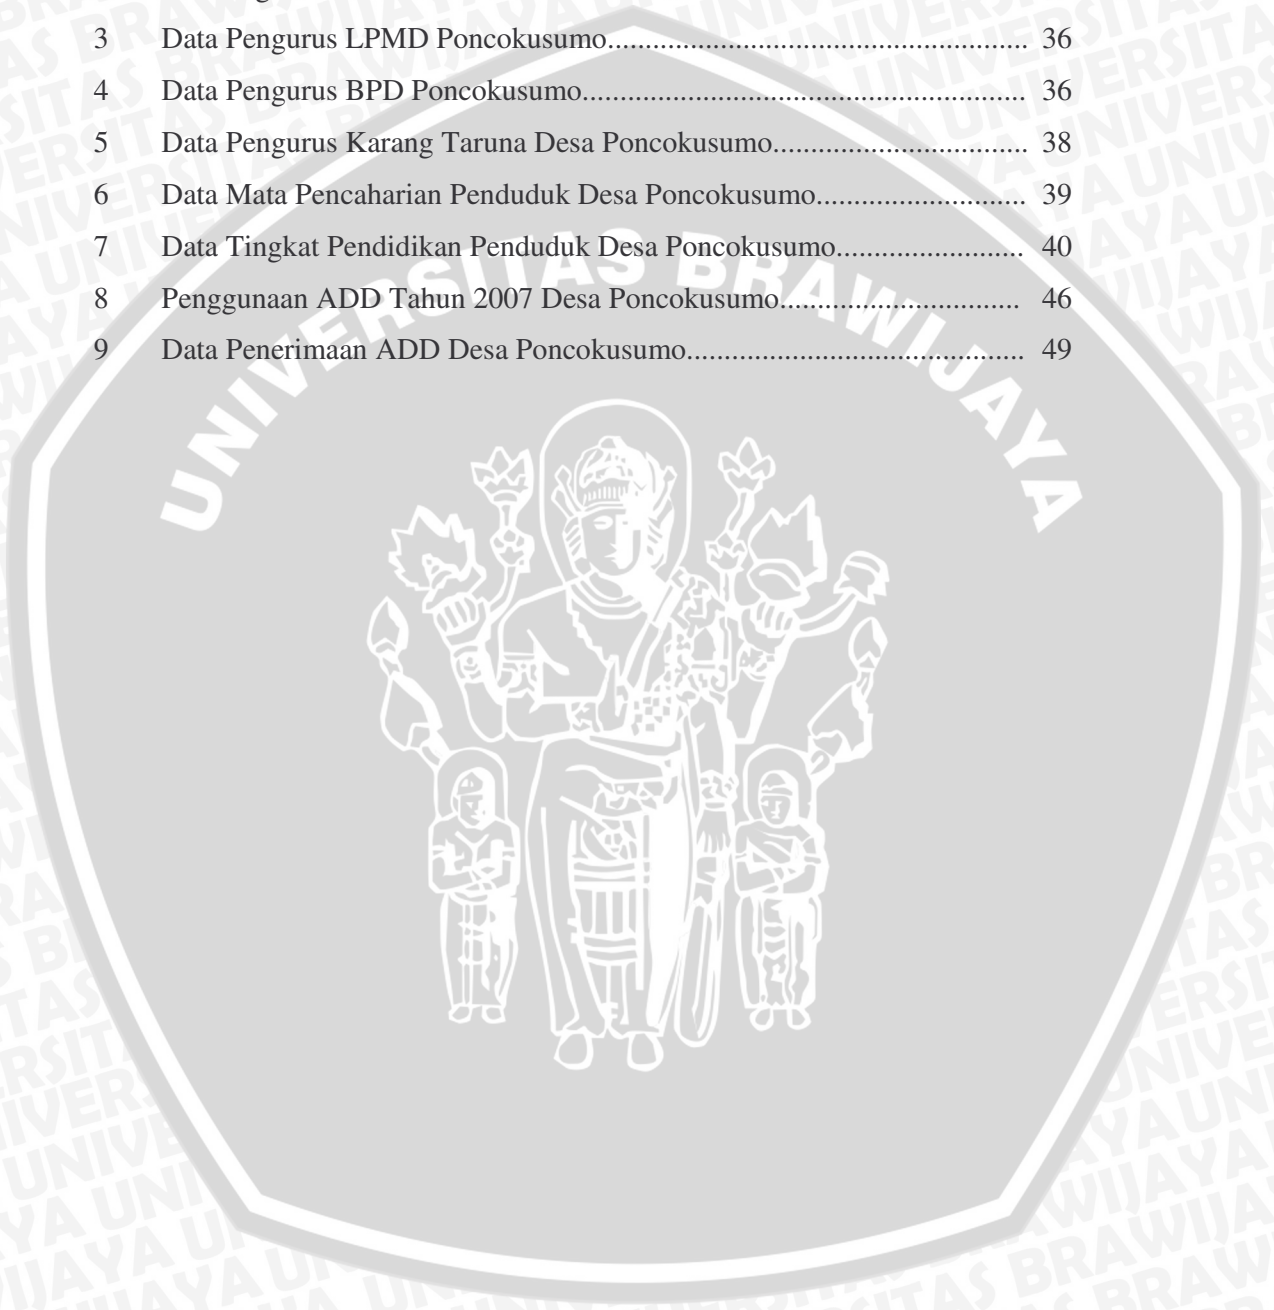 3 Data Pengurus LPMD Poncokusumo.......................................................... 36
4 Data Pengurus BPD Poncokusumo............................................................. 36
5 Data Pengurus Karang Taruna Desa Poncokusumo................................... 38
6 Data Mata Pencaharian Penduduk Desa Poncokusumo............................. 39
7 Data Tingkat Pendidikan Penduduk Desa Poncokusumo.......................... 40
8 Penggunaan ADD Tahun 2007 Desa Poncokusumo................................. 46
9 Data Penerimaan ADD Desa Poncokusumo.............................................. 49
UNIVERSITAS BRAWIJAYA